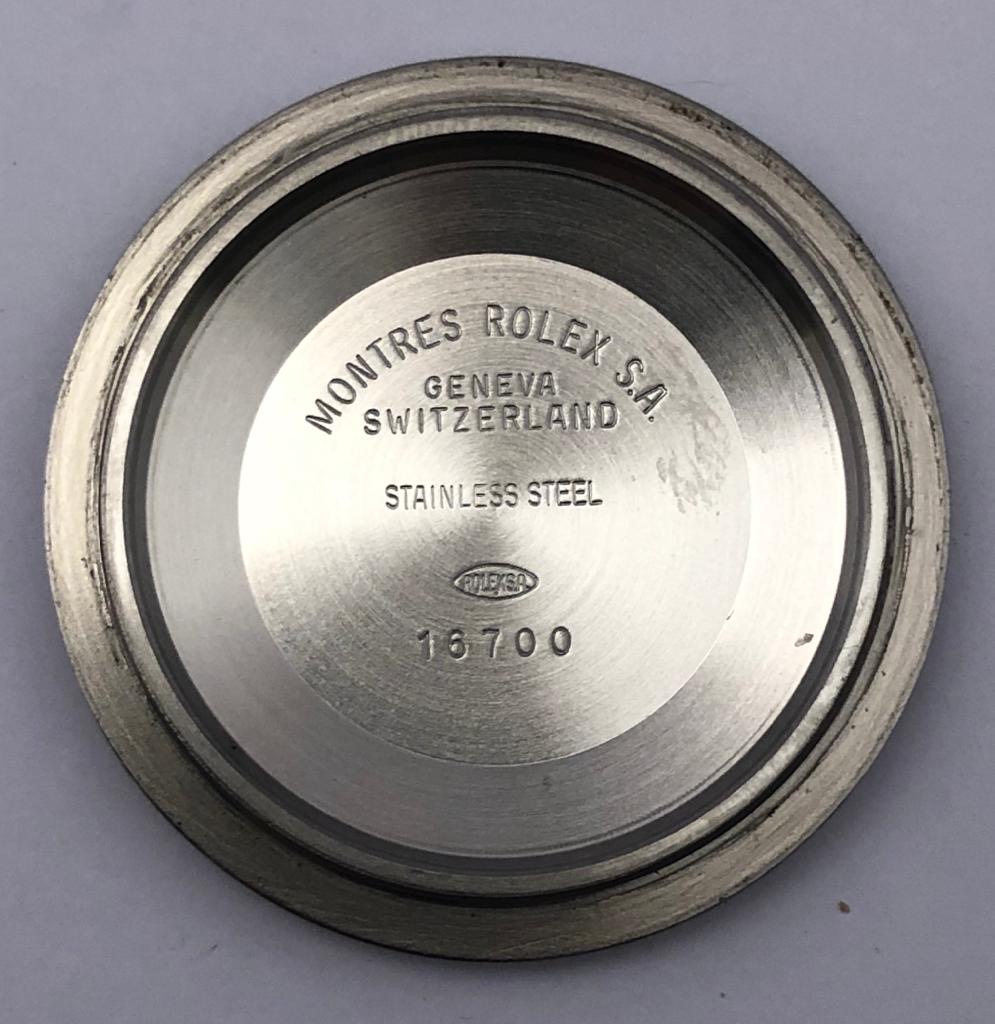 MONTRES ROLEX S.A.
GENEVA
SWITZERLAND
STAINLESS STEEL
ROLEX S.A.
16700